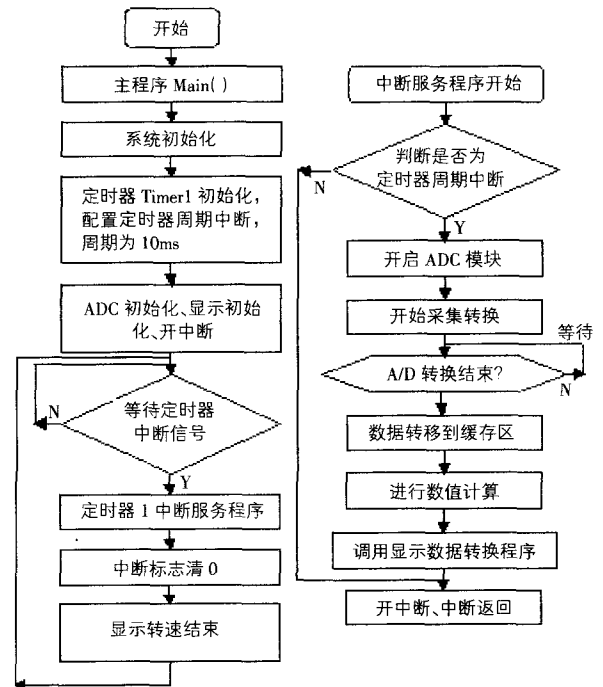 开始
主程序 Main( )
系统初始化
定时器 Timer1 初始化,
配置定时器周期中断,
周期为 10ms
ADC 初始化、显示初始
化、开中断
等待定时器
中断信号
N
Y
定时器 1 中断服务程序
中断标志清 0
显示转速结束
中断服务程序开始
判断是否为
定时器周期中断
N
Y
开启 ADC 模块
开始采集转换
等待
A/D 转换结束?
N
数据转移到缓存区
进行数值计算
调用显示数据转换程序
开中断、中断返回